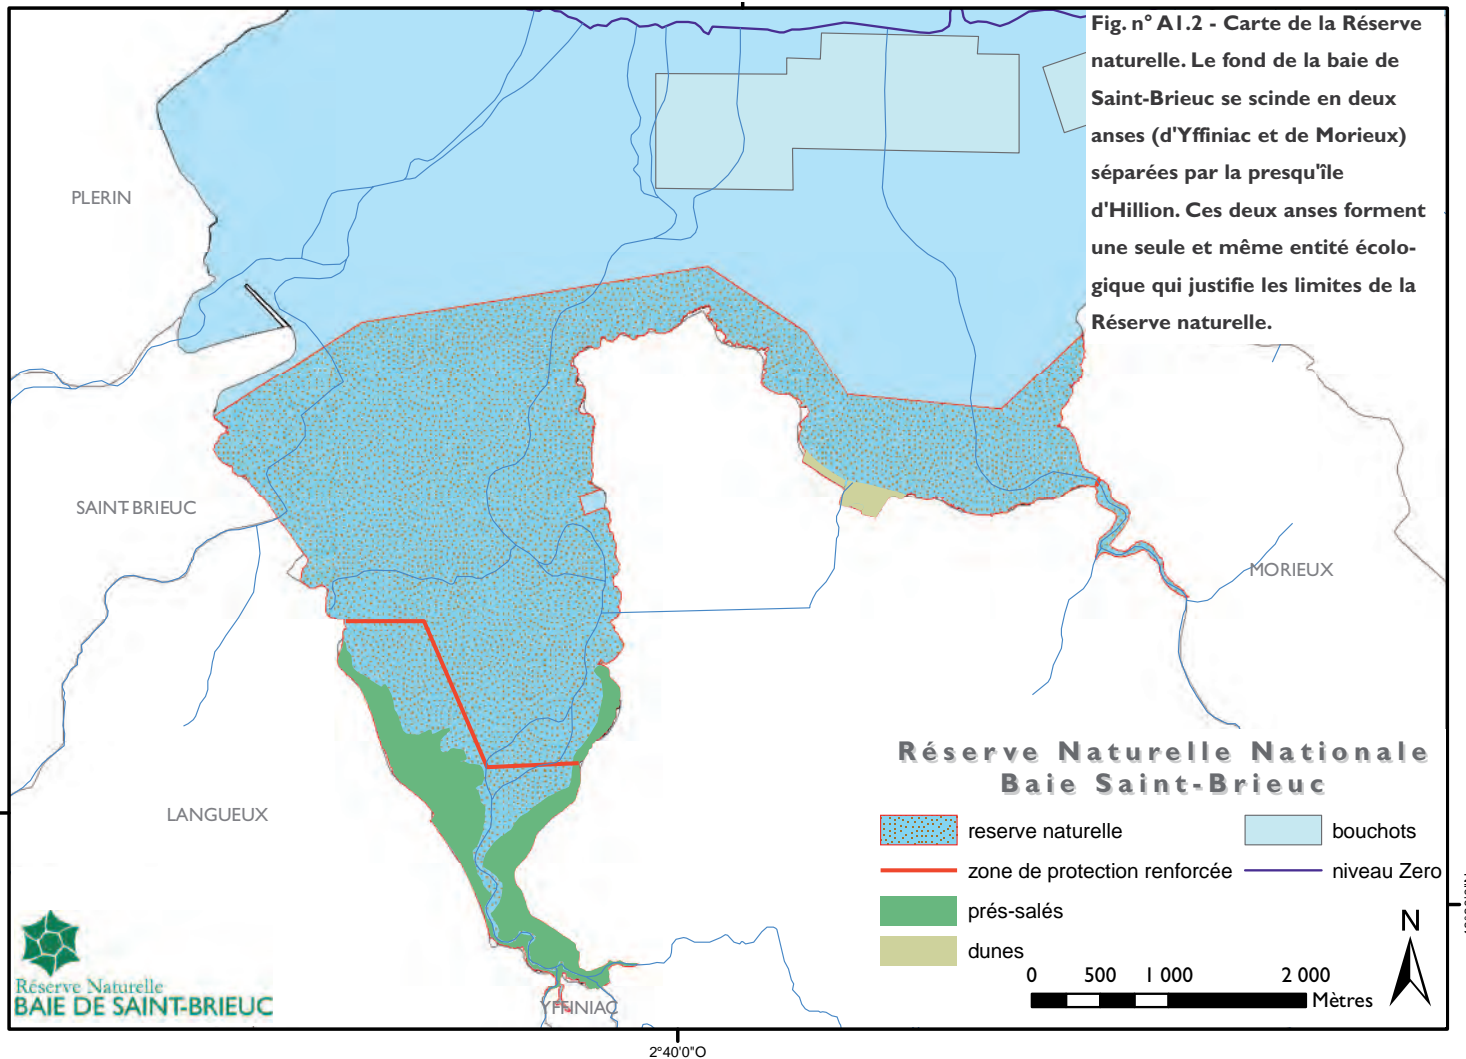 Fig. n° A1.2 - Carte de la Réserve
naturelle. Le fond de la baie de
Saint-Brieuc se scinde en deux
anses (d'Yffiniac et de Morieux)
séparées par la presqu'île
d'Hillion. Ces deux anses forment
une seule et même entité écolo-
gique qui justifie les limites de la
Réserve naturelle.
PLERIN
SAINT-BRIEUC
MORIEUX
LANGUEUX
YFFINIAC
Réserve Naturelle Nationale
Baie Saint-Brieuc
reserve naturelle
bouchots
zone de protection renforcée
niveau Zero
prés-salés
dunes
N
0 500 1 000 2 000
Mètres
Réserve Naturelle
BAIE DE SAINT-BRIEUC
2°40'0"O